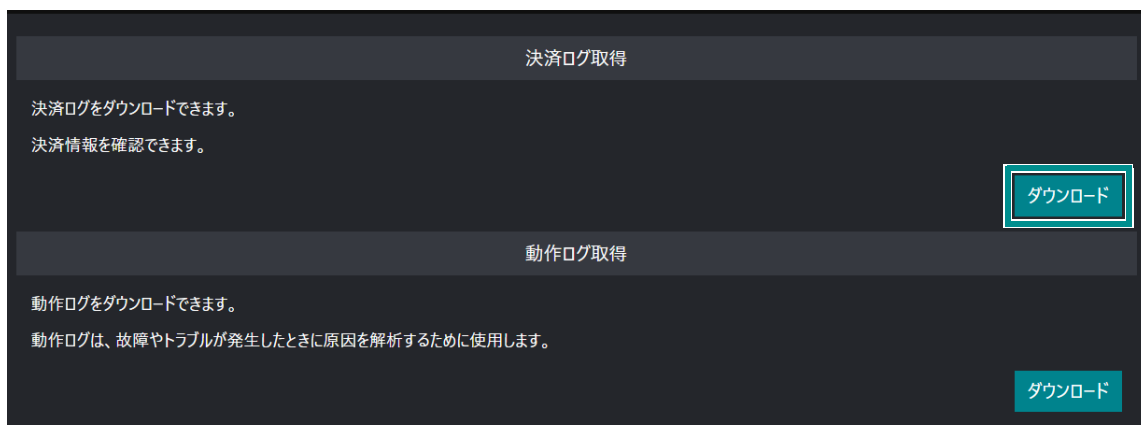 決済ログ取得
決済ログをダウンロードできます。
決済情報を確認できます。
ダウンロード
動作ログ取得
動作ログをダウンロードできます。
動作ログは、故障やトラブルが発生したときに原因を解析するために使用します。
ダウンロード